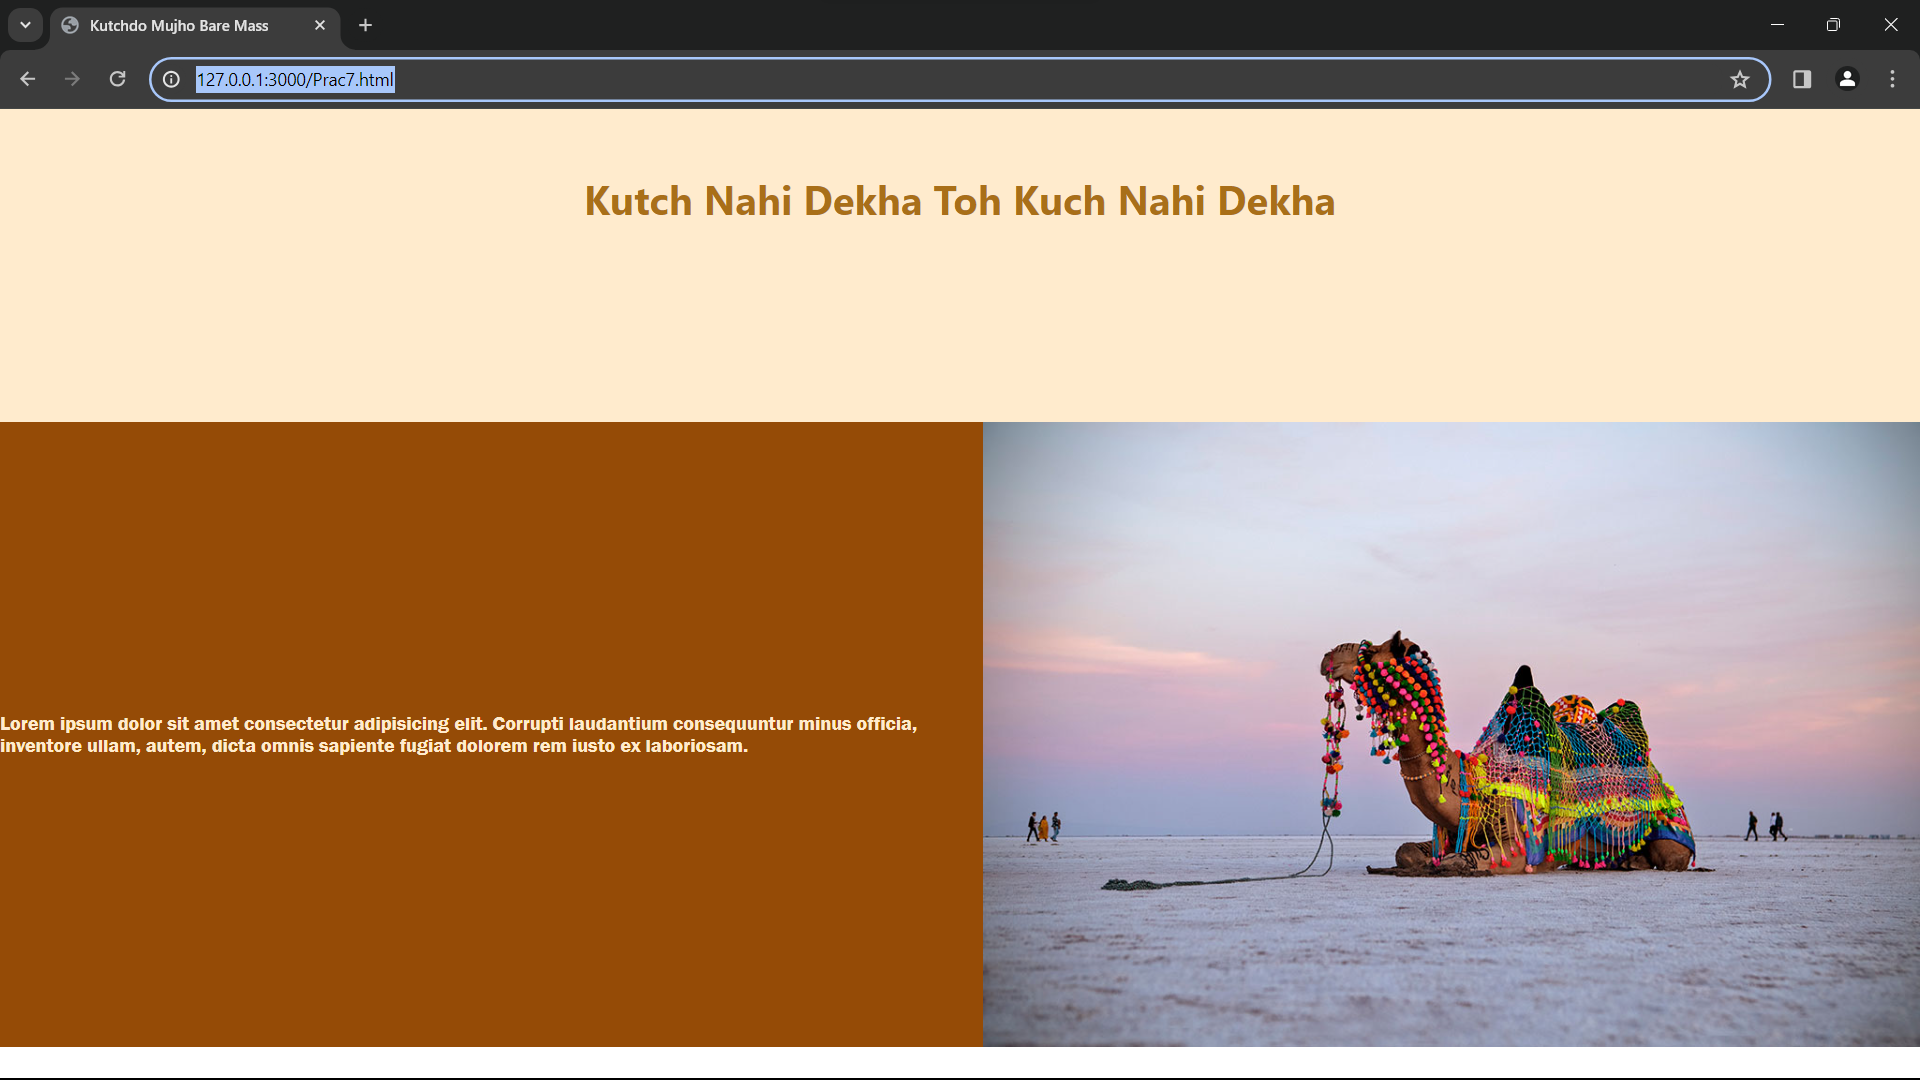 Kutchdo Mujho Bare Mass
127.0.0.1:3000/Prac7.html
Kutch Nahi Dekha Toh Kuch Nahi Dekha
Lorem ipsum dolor sit amet consectetur adipisicing elit. Corrupti laudantium consequuntur minus officia,
inventore ullam, autem, dicta omnis sapiente fugiat dolorem rem iusto ex laboriosam.